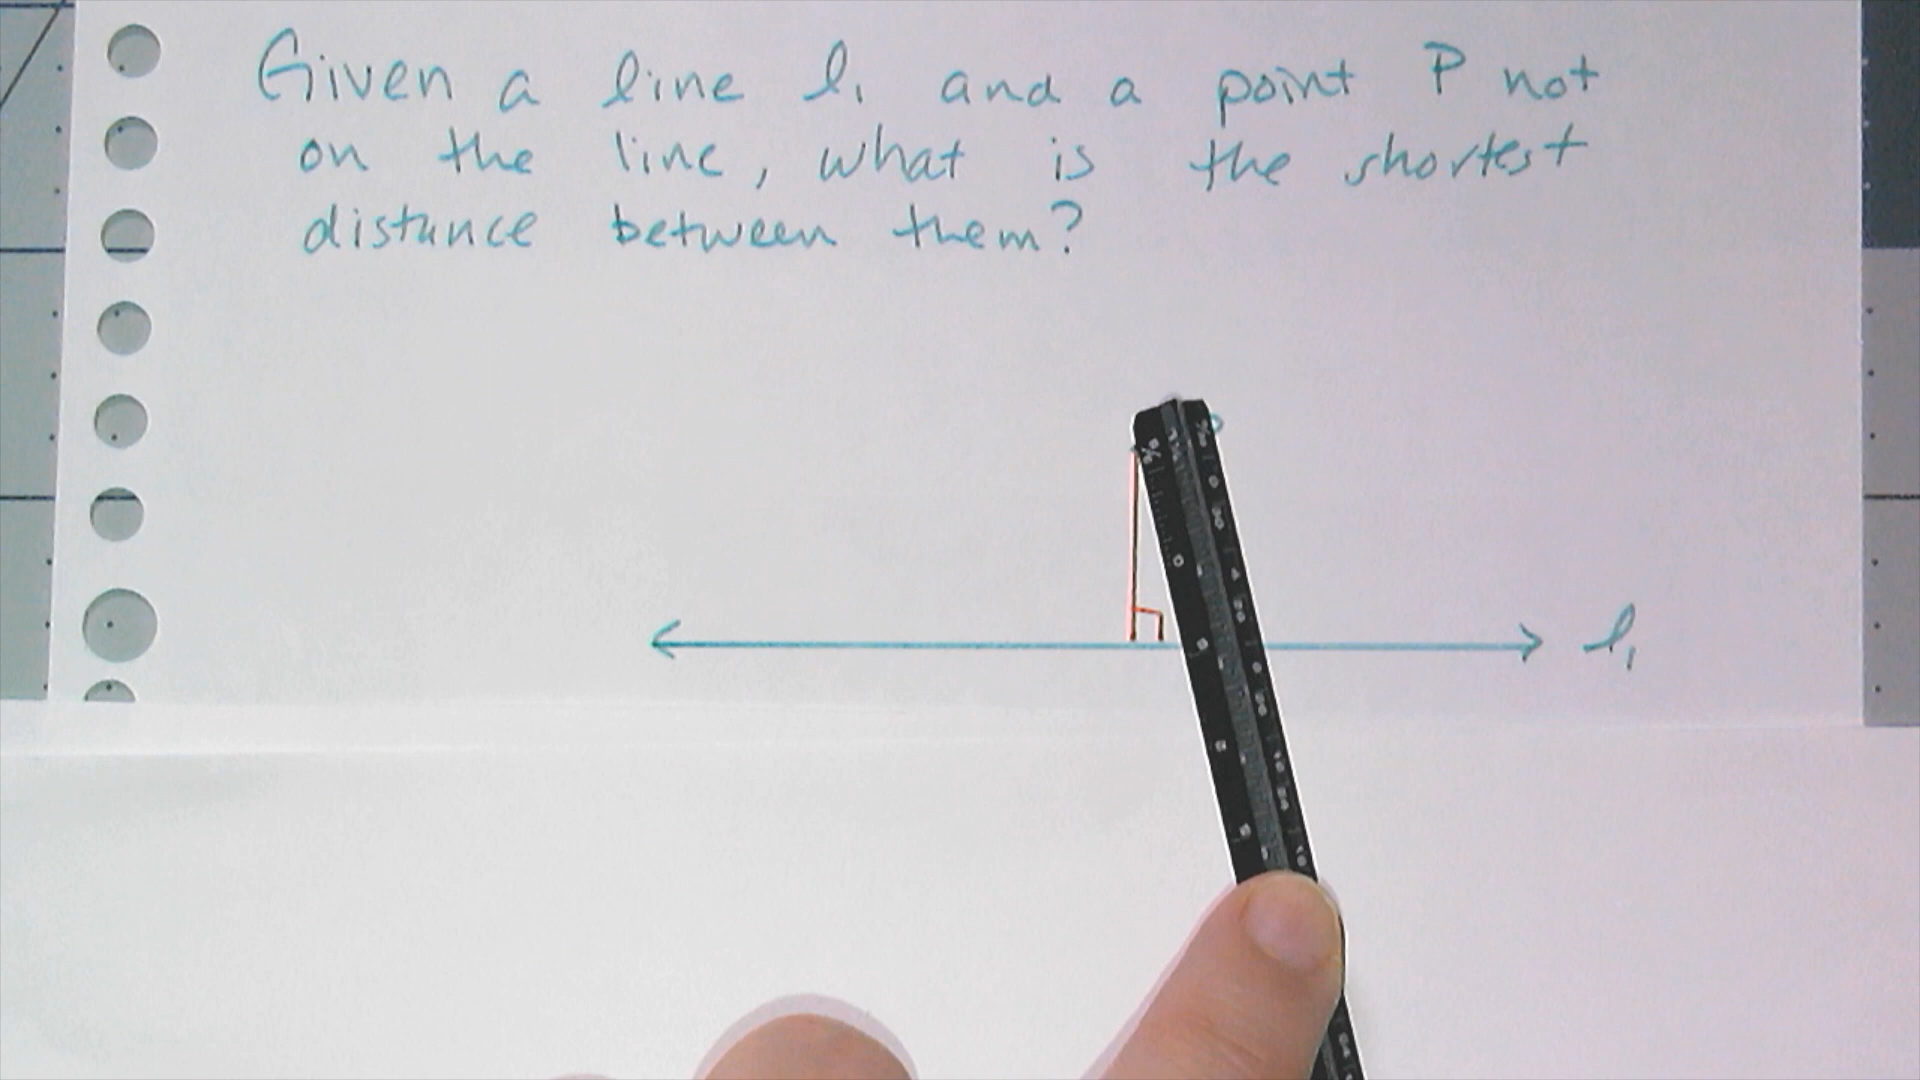 Given a line l₁ and a point P not
on the line, what is the shortest
distance between them?
l₁